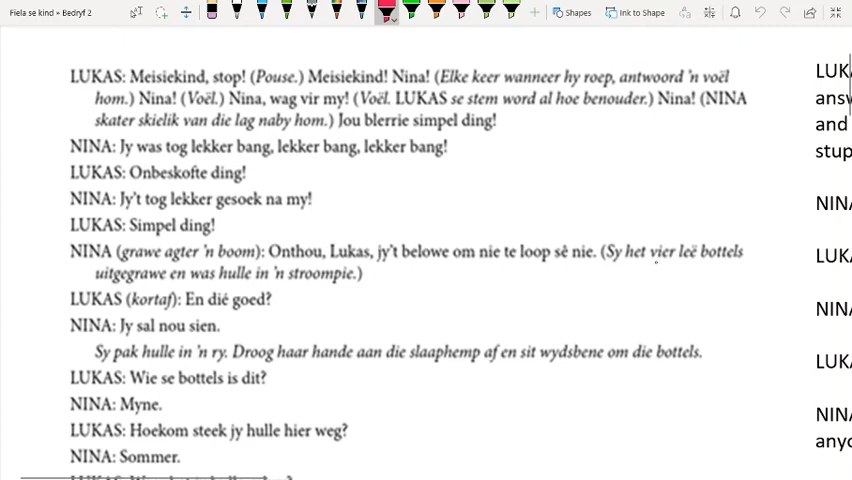 Fiela se kind » Bedryf 2
Shapes
Ink to Shape
LUKAS: Meisiekind, stop! (Pouse.) Meisiekind! Nina! (Elke keer wanneer hy roep, antwoord 'n voël
hom.) Nina! (Voël.) Nina, wag vir my! (Voël. LUKAS se stem word al hoe benouder.) Nina! (NINA
skater skielik van die lag naby hom.) Jou blerrie simpel ding!
NINA: Jy was tog lekker bang, lekker bang, lekker bang!
LUKAS: Onbeskofte ding!
NINA: Jy't tog lekker gesoek na my!
LUKAS: Simpel ding!
NINA (grawe agter 'n boom): Onthou, Lukas, jy't belowe om nie te loop sê nie. (Sy het vier leë bottels
uitgegrawe en was hulle in 'n stroompie.)
LUKAS (kortaf): En dié goed?
NINA: Jy sal nou sien.
Sy pak hulle in 'n ry. Droog haar hande aan die slaaphemp af en sit wydsbene om die bottels.
LUKAS: Wie se bottels is dit?
NINA: Myne.
LUKAS: Hoekom steek jy hulle hier weg?
NINA: Sommer.
LUK
answ
and
stup
NINA
LUKA
NINA
LUKA
NINA
anyo